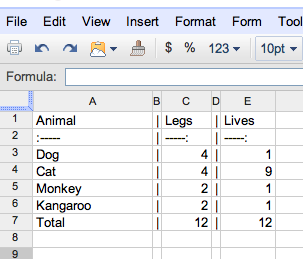 File Edit View Insert Format Form Tool
$ % 123 10pt
Formula:
A B C D E
1 Animal | Legs | Lives
2 :----- | -----: | -----:
3 Dog | 4 | 1
4 Cat | 4 | 9
5 Monkey | 2 | 1
6 Kangaroo | 2 | 1
7 Total | 12 | 12
8
9